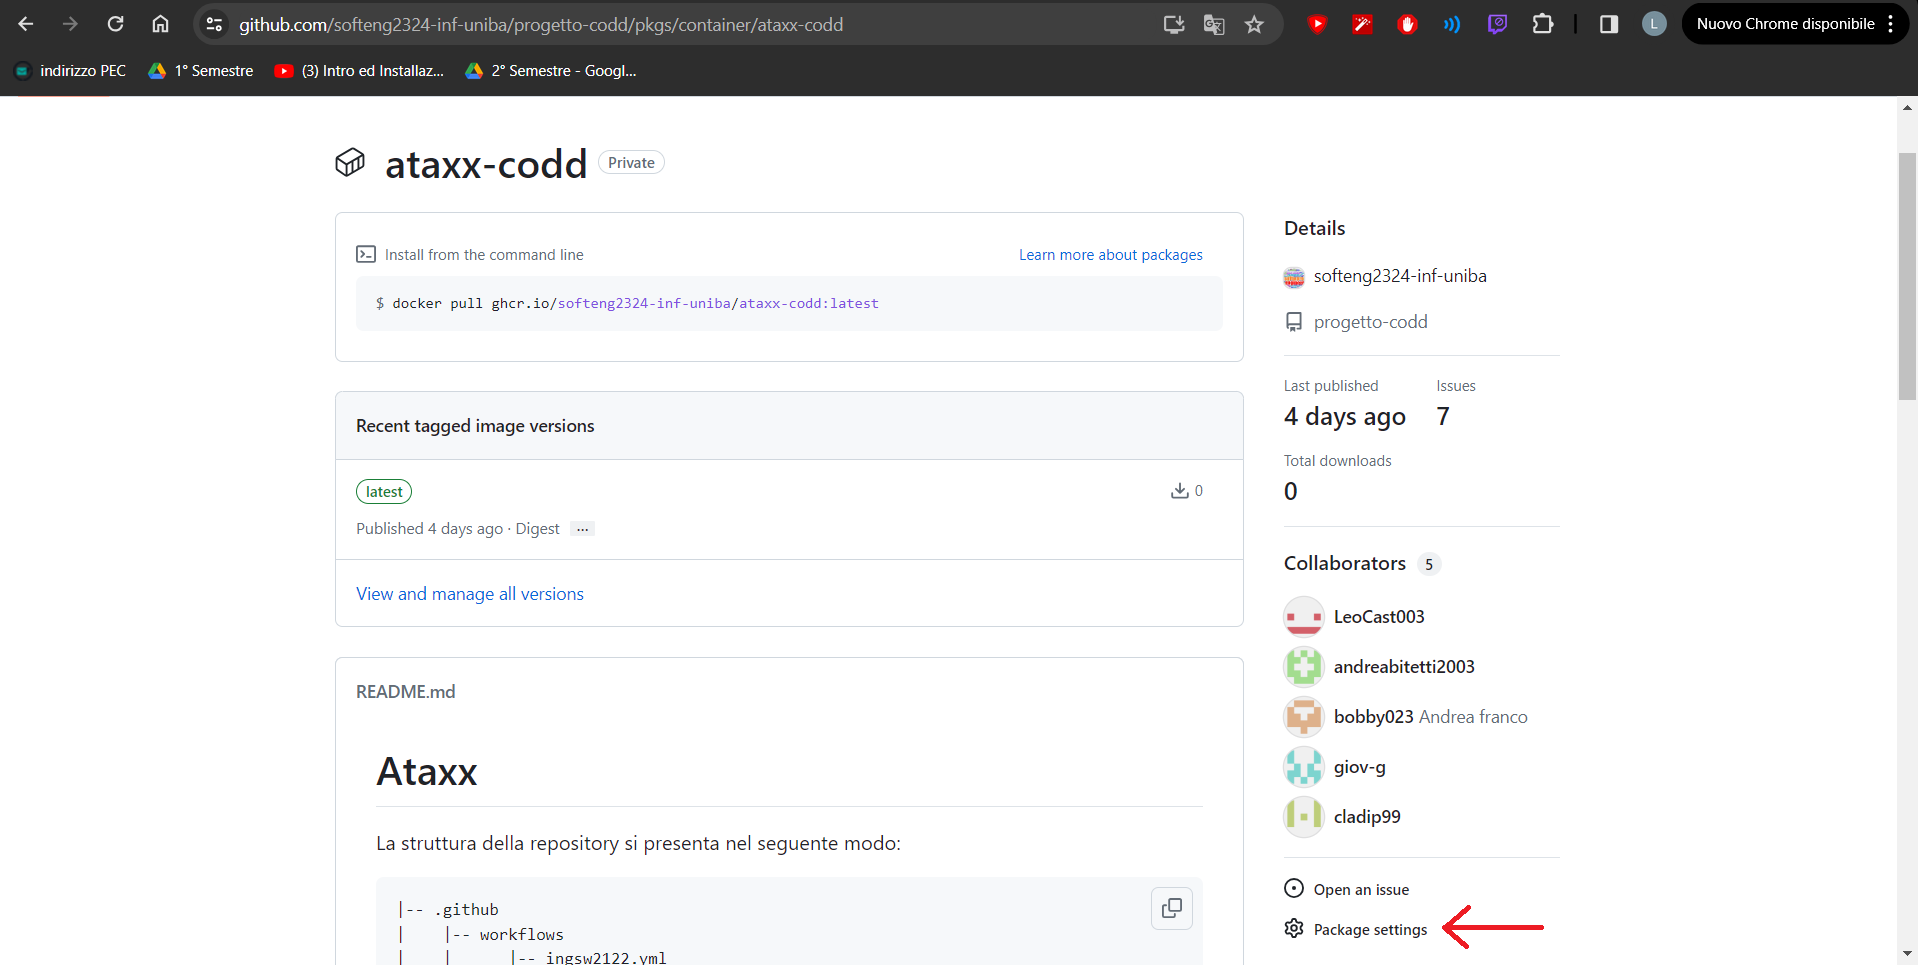 github.com/softeng2324-inf-uniba/progetto-codd/pkgs/container/ataxx-codd
L
Nuovo Chrome disponibile
indirizzo PEC
1° Semestre
(3) Intro ed Installaz...
2° Semestre - Googl...
ataxx-codd
Private
Install from the command line
Learn more about packages
$ docker pull ghcr.io/softeng2324-inf-uniba/ataxx-codd:latest
Recent tagged image versions
latest
0
Published 4 days ago · Digest ...
View and manage all versions
README.md
Ataxx
La struttura della repository si presenta nel seguente modo:
|-- .github
|    |-- workflows
|    |      |-- ingsw2122.yml
Details
softeng2324-inf-uniba
progetto-codd
Last published
Issues
4 days ago
7
Total downloads
0
Collaborators 5
LeoCast003
andreabitetti2003
bobby023 Andrea franco
giov-g
cladip99
Open an issue
Package settings